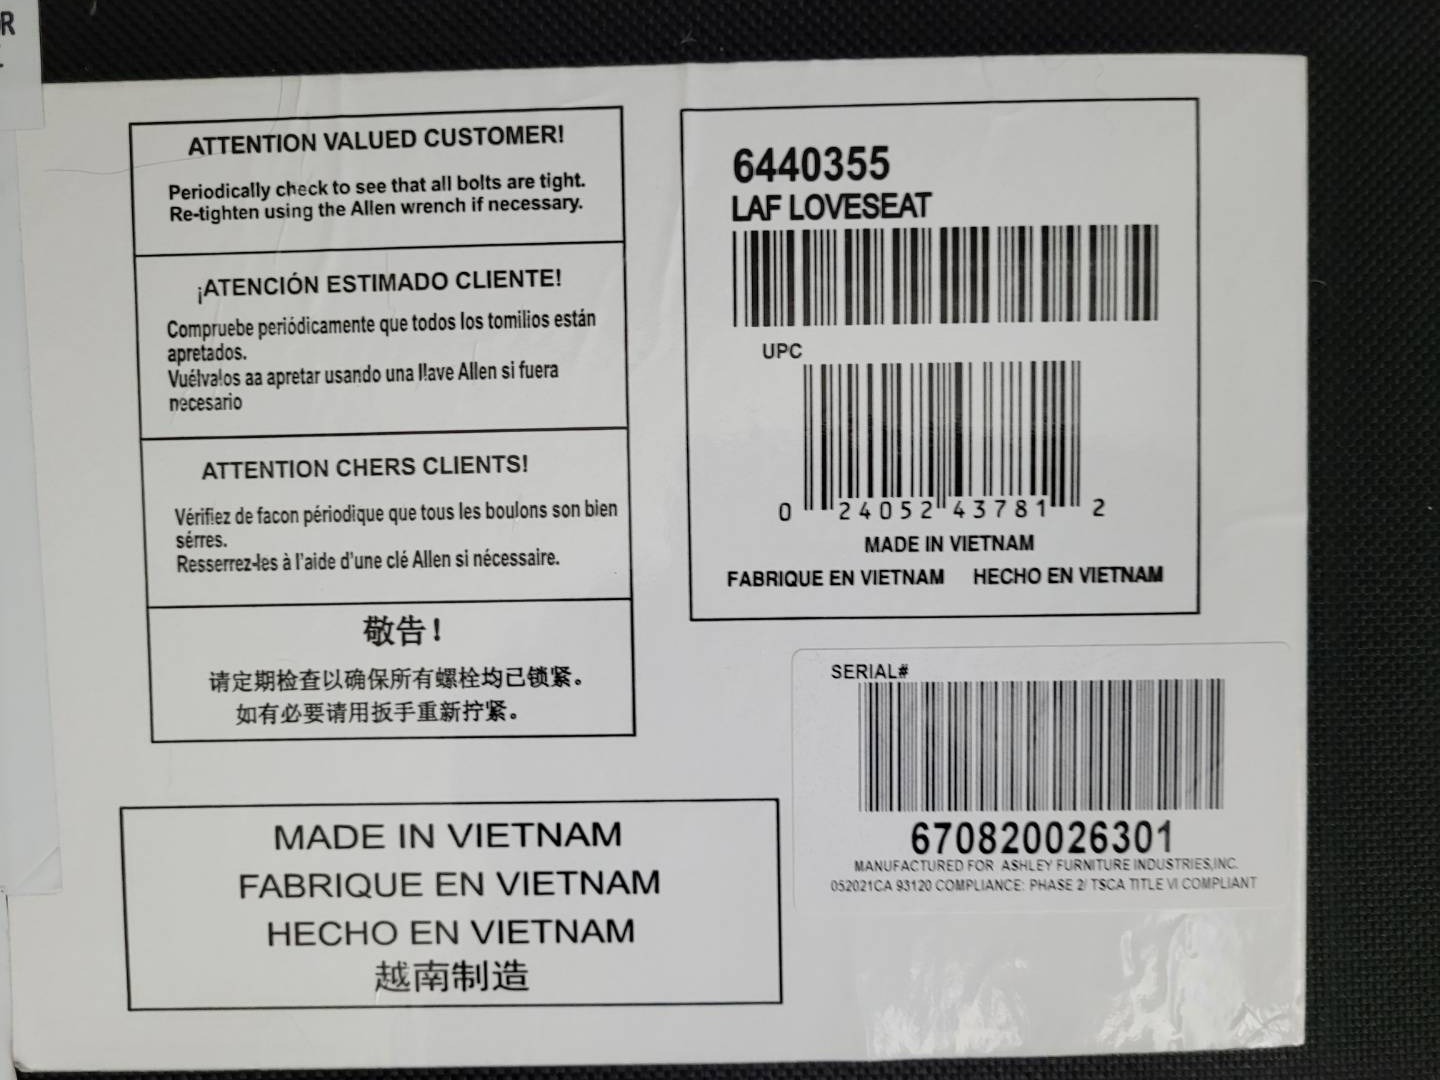 R
ATTENTION VALUED CUSTOMER!
Periodically check to see that all bolts are tight.
Re-tighten using the Allen wrench if necessary.
¡ATENCIÓN ESTIMADO CLIENTE!
Compruebe periódicamente que todos los tomilios están
apretados.
Vuélvalos aa apretar usando una llave Allen si fuera
necesario
ATTENTION CHERS CLIENTS!
Vérifiez de facon périodique que tous les boulons son bien
sérres.
Resserrez-les à l'aide d'une clé Allen si nécessaire.
敬告!
请定期检查以确保所有螺栓均已锁紧。
如有必要请用扳手重新拧紧。
MADE IN VIETNAM
FABRIQUE EN VIETNAM
HECHO EN VIETNAM
越南制造
6440355
LAF LOVESEAT
UPC
0 24052 43781 2
MADE IN VIETNAM
FABRIQUE EN VIETNAM HECHO EN VIETNAM
SERIAL#
670820026301
MANUFACTURED FOR ASHLEY FURNITURE INDUSTRIES,INC.
052021CA 93120 COMPLIANCE: PHASE 2/ TSCA TITLE VI COMPLIANT